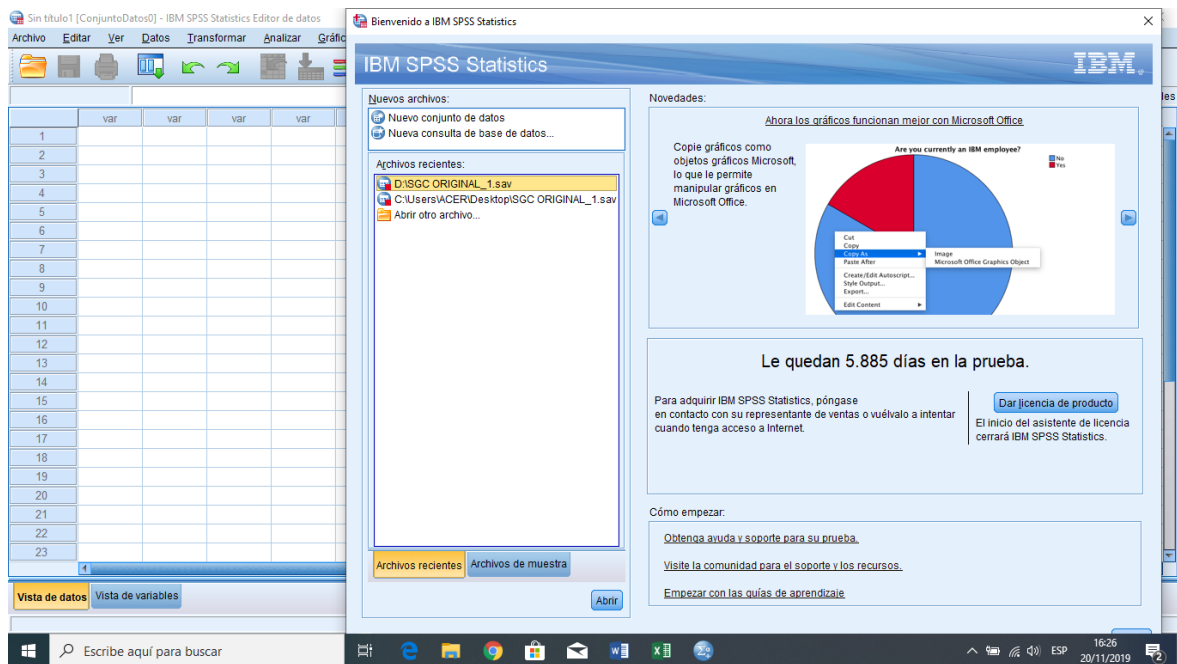 Sin título1 [ConjuntoDatos0] - IBM SPSS Statistics Editor de datos
Archivo Editar Ver Datos Transformar Analizar Gráfic
var var var var
1
2
3
4
5
6
7
8
9
10
11
12
13
14
15
16
17
18
19
20
21
22
23
Vista de datos Vista de variables
Bienvenido a IBM SPSS Statistics
IBM SPSS Statistics
IBM
Nuevos archivos:
Nuevo conjunto de datos
Nueva consulta de base de datos...
Archivos recientes:
D:\SGC ORIGINAL_1.sav
C:\Users\ACER\Desktop\SGC ORIGINAL_1.sav
Abrir otro archivo...
Archivos recientes Archivos de muestra
Abrir
Novedades:
Ahora los gráficos funcionan mejor con Microsoft Office
Copie gráficos como
objetos gráficos Microsoft,
lo que le permite
manipular gráficos en
Microsoft Office.
Are you currently an IBM employee?
No
Yes
Cut
Copy
Copy As
Paste After
Create/Edit Autoscript...
Style Output...
Export...
Edit Content
Image
Microsoft Office Graphics Object
Le quedan 5.885 días en la prueba.
Para adquirir IBM SPSS Statistics, póngase
en contacto con su representante de ventas o vuélvalo a intentar
cuando tenga acceso a Internet.
Dar licencia de producto
El inicio del asistente de licencia
cerrará IBM SPSS Statistics.
Cómo empezar:
Obtenga ayuda y soporte para su prueba.
Visite la comunidad para el soporte y los recursos.
Empezar con las guías de aprendizaje
les
Escribe aquí para buscar
ESP
16:26
20/11/2019
2